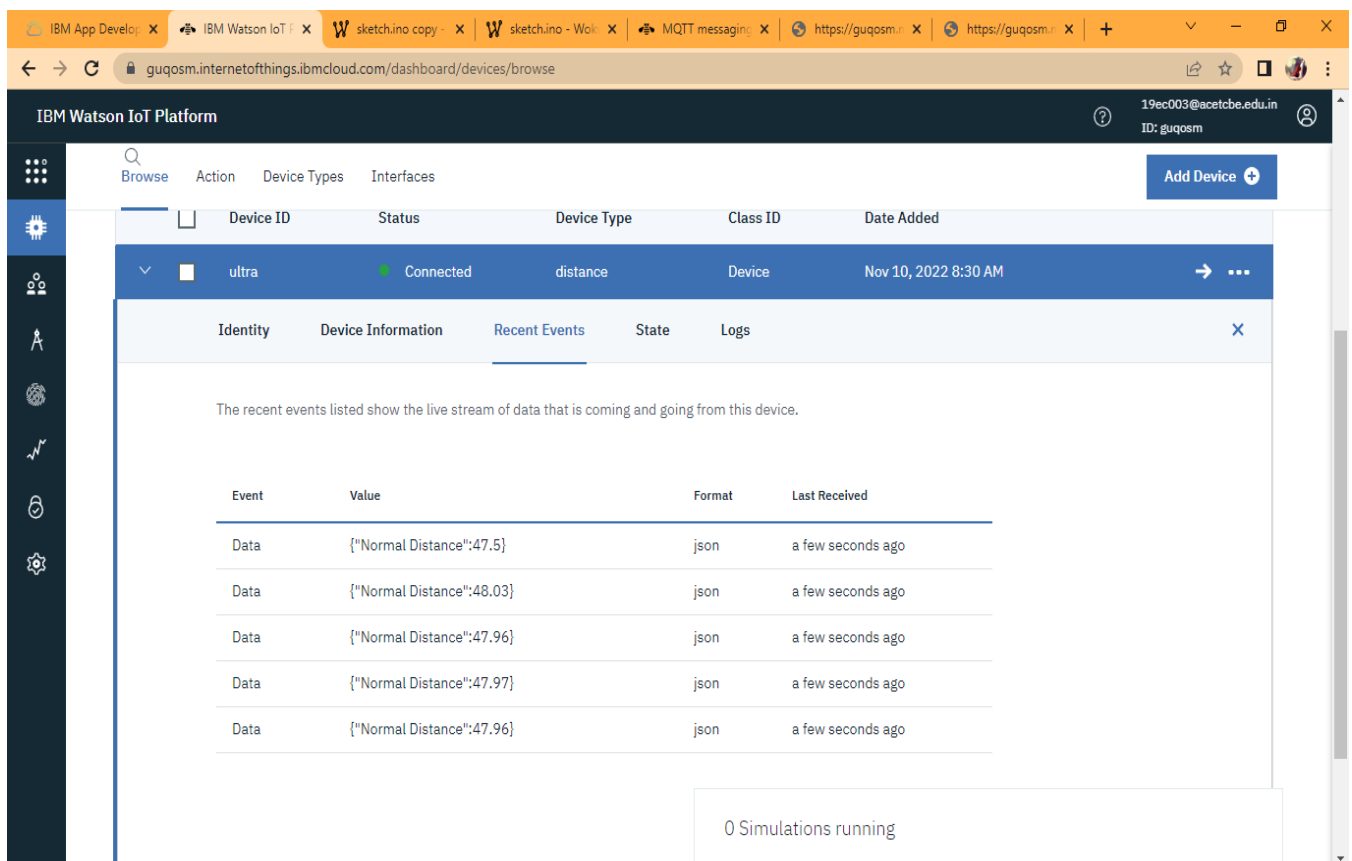 IBM App Develop IBM Watson IoT P sketch.ino copy - sketch.ino - Wok MQTT messaging https://guqosm.n https://guqosm.n
guqosm.internetofthings.ibmcloud.com/dashboard/devices/browse
IBM Watson IoT Platform
19ec003@acetcbe.edu.in
ID: guqosm
Browse Action Device Types Interfaces
Add Device
Device ID Status Device Type Class ID Date Added
ultra Connected distance Device Nov 10, 2022 8:30 AM
Identity Device Information Recent Events State Logs
The recent events listed show the live stream of data that is coming and going from this device.
Event Value Format Last Received
Data {"Normal Distance":47.5} json a few seconds ago
Data {"Normal Distance":48.03} json a few seconds ago
Data {"Normal Distance":47.96} json a few seconds ago
Data {"Normal Distance":47.97} json a few seconds ago
Data {"Normal Distance":47.96} json a few seconds ago
0 Simulations running